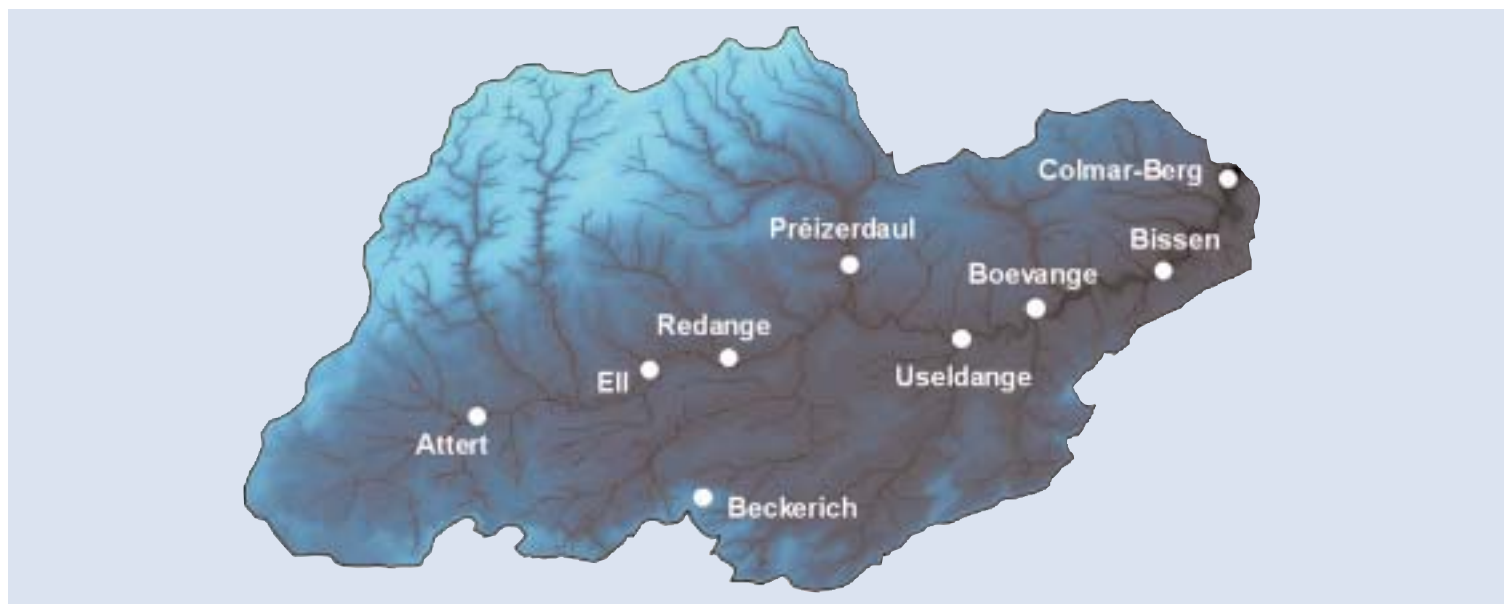 Colmar-Berg
Préizerdaul
Bissen
Boevange
Redange
Ell
Useldange
Attert
Beckerich